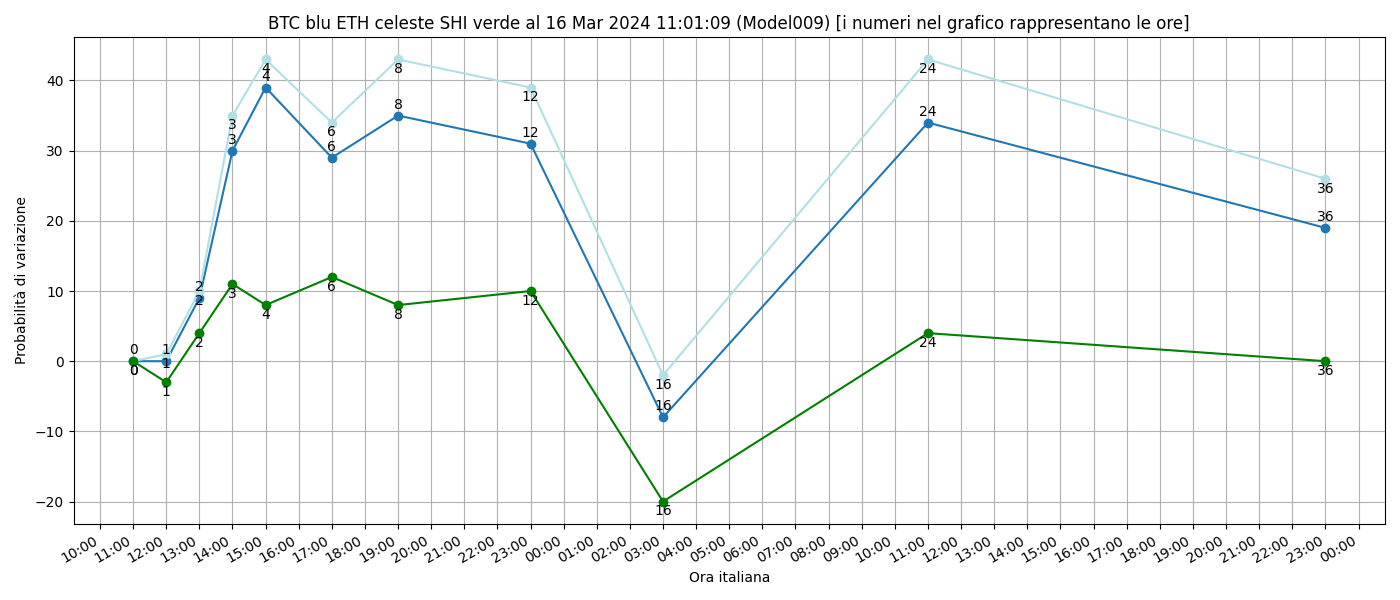 BTC blu ETH celeste SHI verde al 16 Mar 2024 11:01:09 (Model009) [i numeri nel grafico rappresentano le ore]
Probabilità di variazione
40
30
20
10
0
−10
−20
0 1 2 3 4 6 8 12 16 24 36
0 1 2 3 4 6 8 12 16 24 36
0 1 2 3 4 6 8 12 16 24 36
10:00 11:00 12:00 13:00 14:00 15:00 16:00 17:00 18:00 19:00 20:00 21:00 22:00 23:00 00:00 01:00 02:00 03:00 04:00 05:00 06:00 07:00 08:00 09:00 10:00 11:00 12:00 13:00 14:00 15:00 16:00 17:00 18:00 19:00 20:00 21:00 22:00 23:00 00:00
Ora italiana